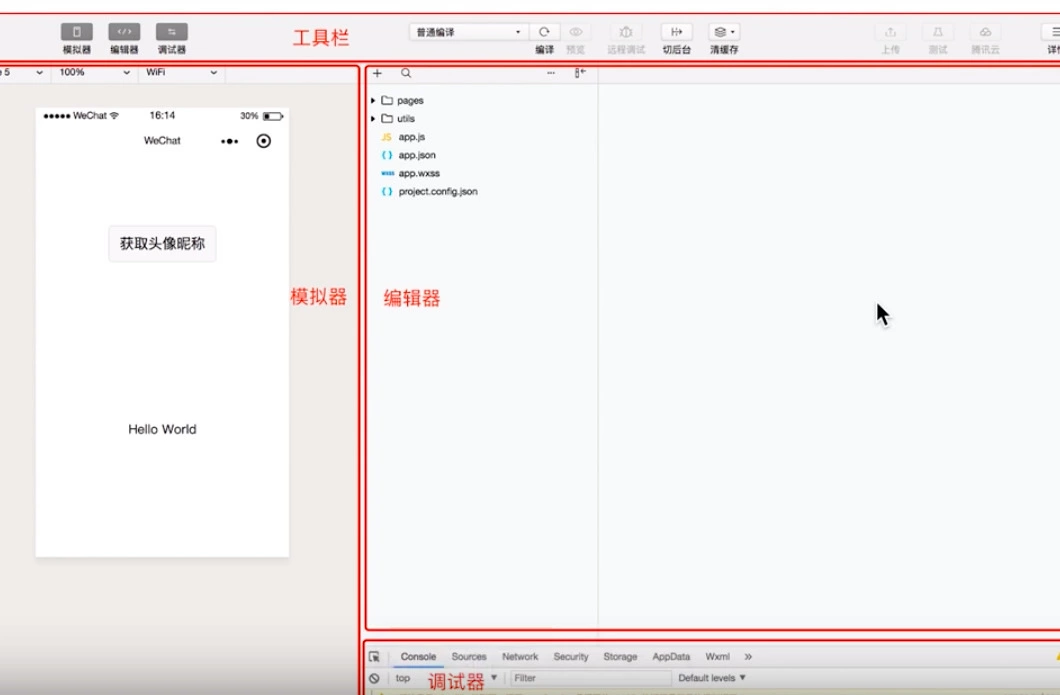 模拟器 编辑器 调试器 工具栏 普通编译 编译 预览 远程调试 切后台 清缓存 上传 测试 腾讯云
5 100% WiFi
WeChat 16:14 30%
WeChat
获取头像昵称
模拟器
Hello World
pages
utils
JS app.js
{ } app.json
wxss app.wxss
{ } project.config.json
编辑器
Console Sources Network Security Storage AppData Wxml »
top 调试器 Filter Default levels